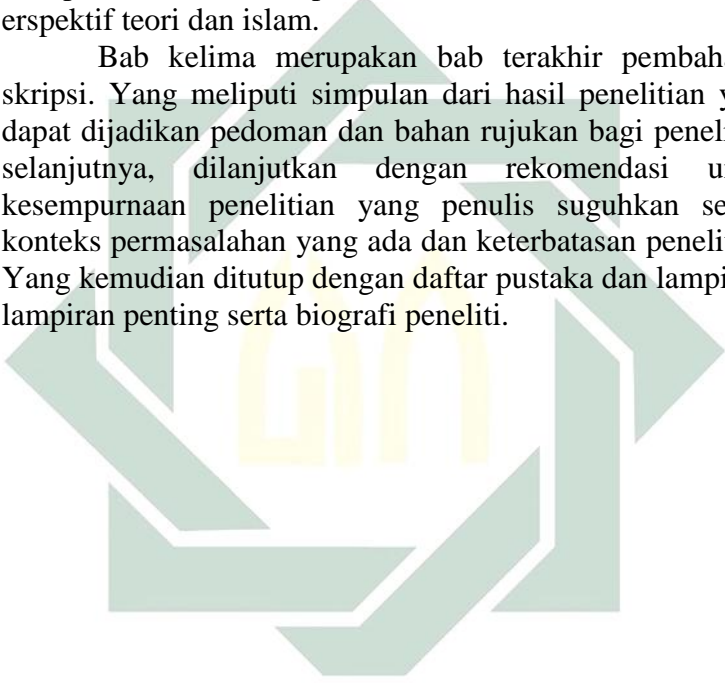 erspektif teori dan islam.
Bab kelima merupakan bab terakhir pembaha
skripsi. Yang meliputi simpulan dari hasil penelitian y
dapat dijadikan pedoman dan bahan rujukan bagi penel
selanjutnya, dilanjutkan dengan rekomendasi u
kesempurnaan penelitian yang penulis suguhkan se
konteks permasalahan yang ada dan keterbatasan peneli
Yang kemudian ditutup dengan daftar pustaka dan lampi
lampiran penting serta biografi peneliti.